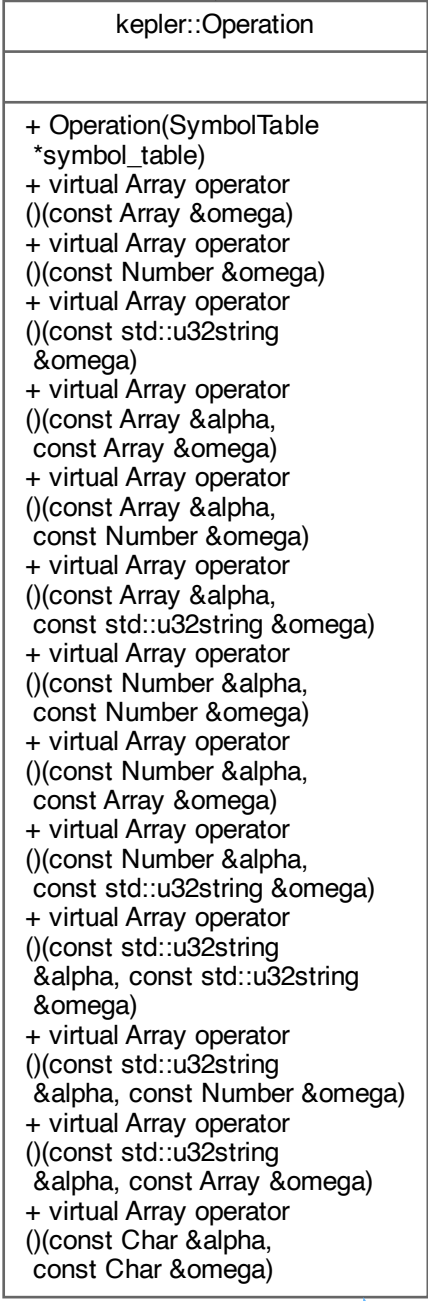 kepler::Operation
+ Operation(SymbolTable
*symbol_table)
+ virtual Array operator
()(const Array &omega)
+ virtual Array operator
()(const Number &omega)
+ virtual Array operator
()(const std::u32string
&omega)
+ virtual Array operator
()(const Array &alpha,
const Array &omega)
+ virtual Array operator
()(const Array &alpha,
const Number &omega)
+ virtual Array operator
()(const Array &alpha,
const std::u32string &omega)
+ virtual Array operator
()(const Number &alpha,
const Number &omega)
+ virtual Array operator
()(const Number &alpha,
const Array &omega)
+ virtual Array operator
()(const Number &alpha,
const std::u32string &omega)
+ virtual Array operator
()(const std::u32string
&alpha, const std::u32string
&omega)
+ virtual Array operator
()(const std::u32string
&alpha, const Number &omega)
+ virtual Array operator
()(const std::u32string
&alpha, const Array &omega)
+ virtual Array operator
()(const Char &alpha,
const Char &omega)